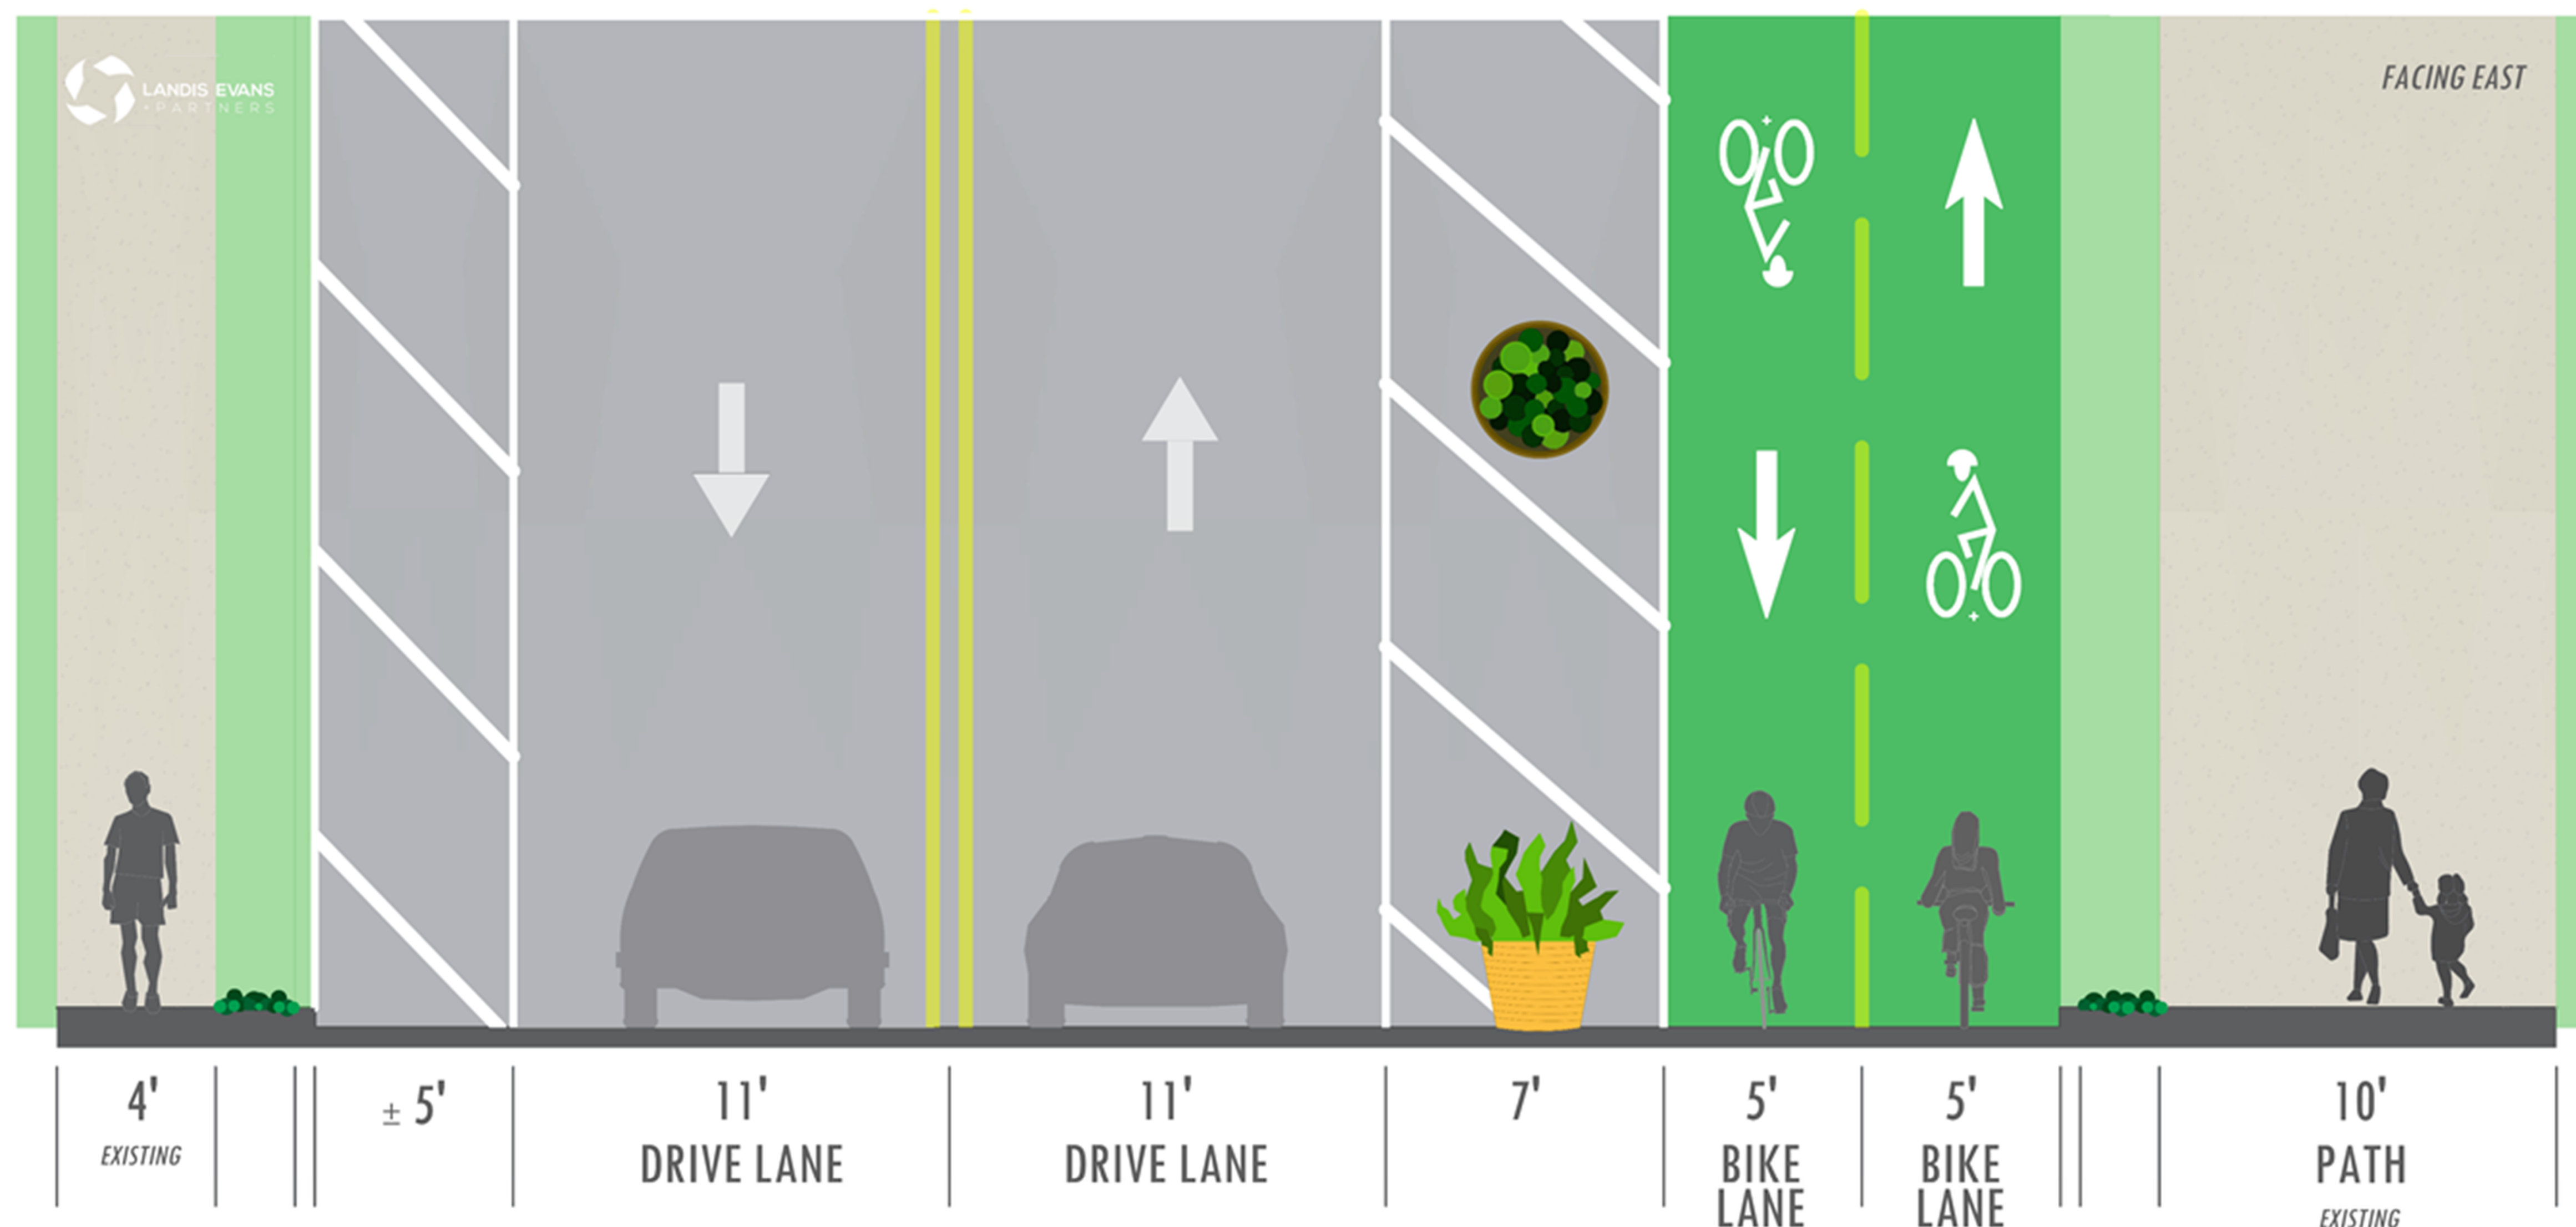 LANDIS EVANS
+ PARTNERS
FACING EAST
4'
EXISTING
± 5'
11'
DRIVE LANE
11'
DRIVE LANE
7'
5'
BIKE
LANE
5'
BIKE
LANE
10'
PATH
EXISTING